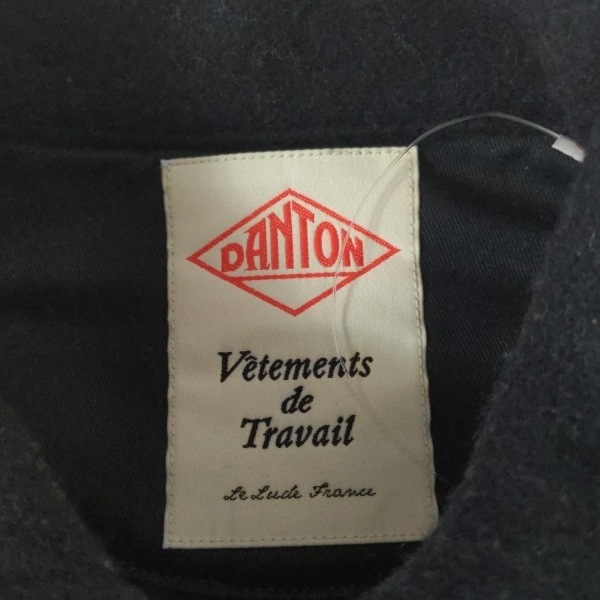 DANTON
Vêtements
de
Travail
Le Lude France